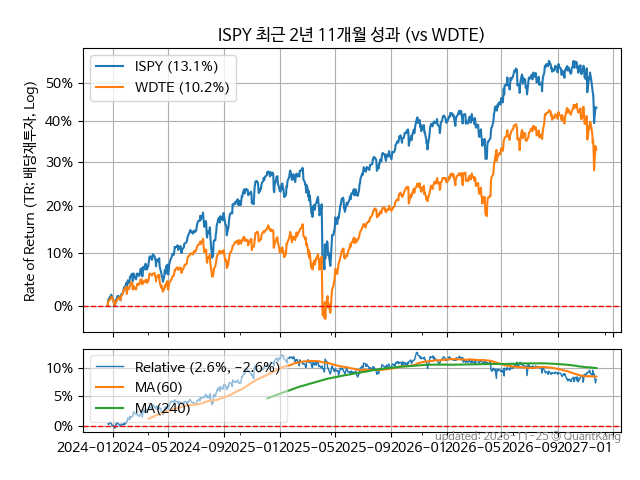 ISPY 최근 2년 11개월 성과 (vs WDTE)
Rate of Return (TR: 배당재투자, Log)
50%
40%
30%
20%
10%
0%
ISPY (13.1%)
WDTE (10.2%)
10%
5%
0%
Relative (2.6%, −2.6%)
MA(60)
MA(240)
2024-01 2024-05 2024-09 2025-01 2025-05 2025-09 2026-01 2026-05 2026-09 2027-01
updated: 2026-11-25 © QuantKang